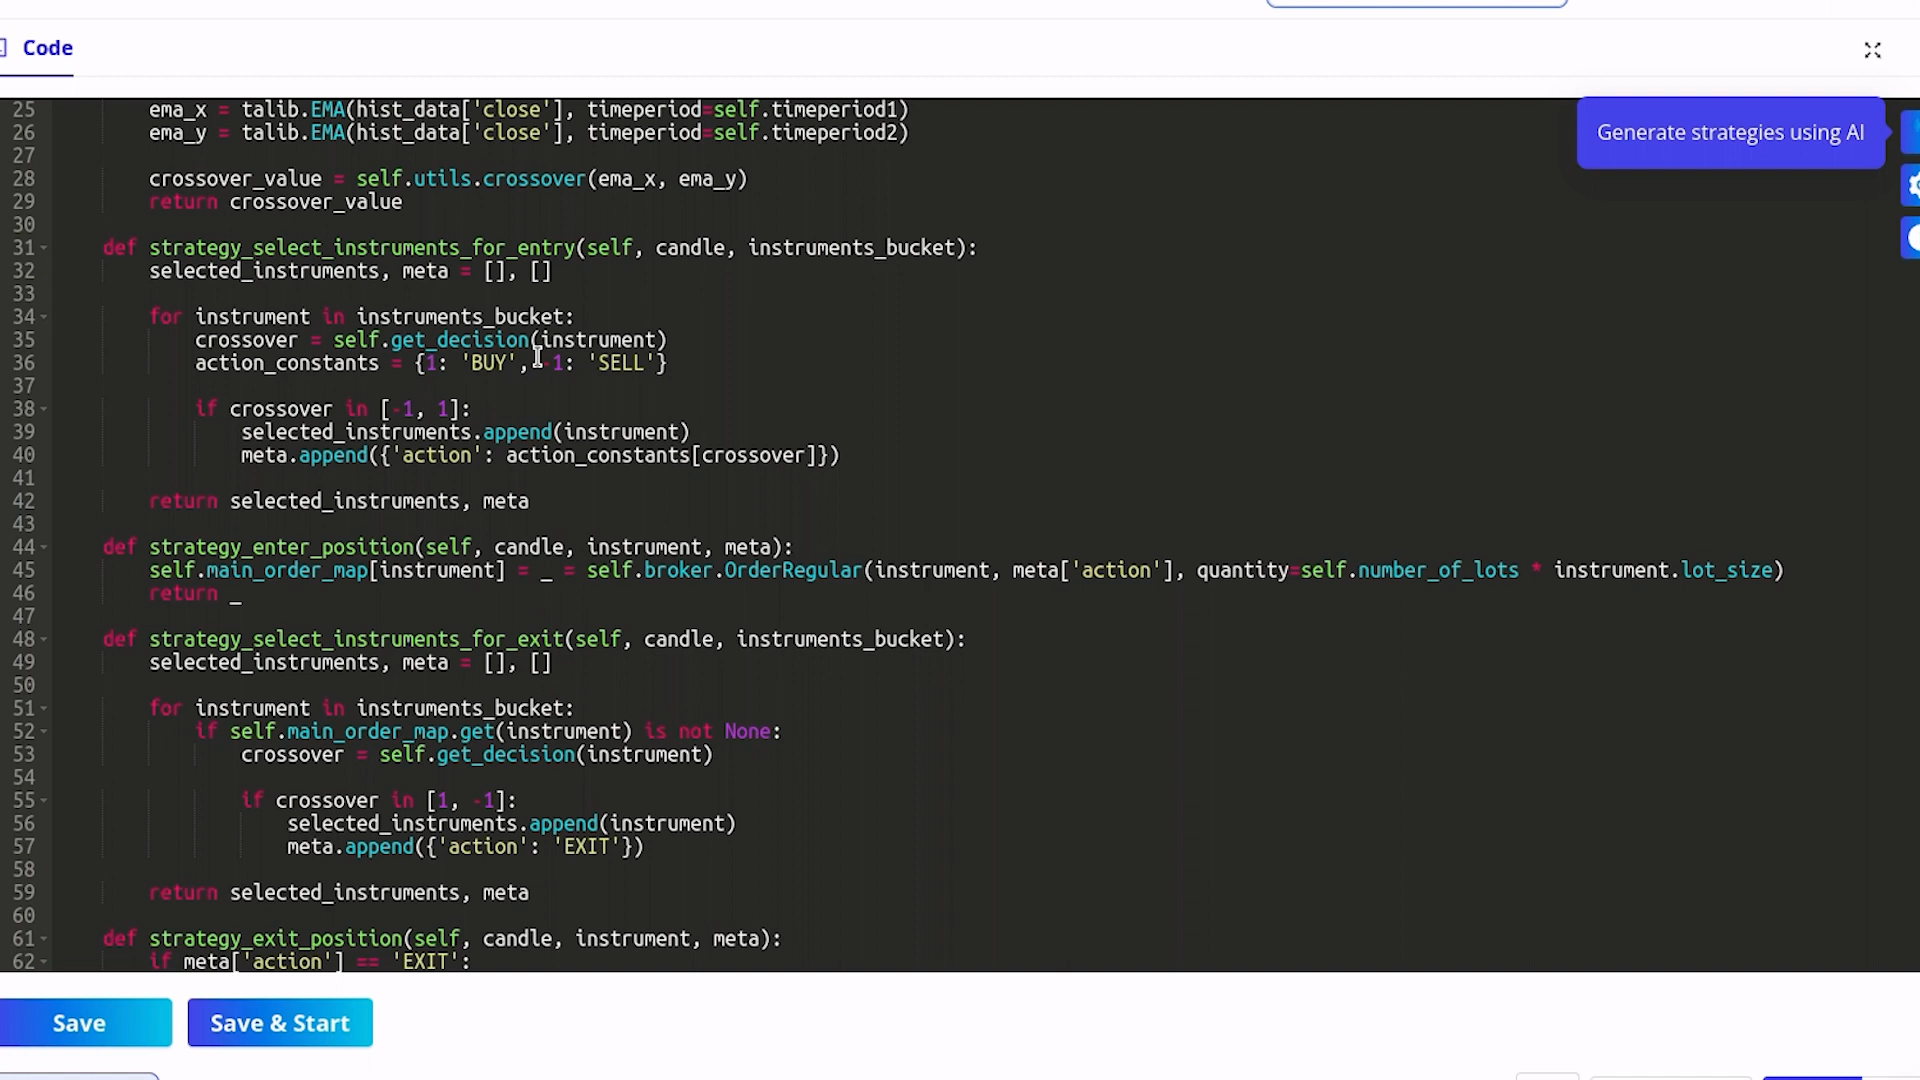 Code
Generate strategies using AI
25 ema_x = talib.EMA(hist_data['close'], timeperiod=self.timeperiod1)
26 ema_y = talib.EMA(hist_data['close'], timeperiod=self.timeperiod2)
27
28 crossover_value = self.utils.crossover(ema_x, ema_y)
29 return crossover_value
30
31 def strategy_select_instruments_for_entry(self, candle, instruments_bucket):
32 selected_instruments, meta = [], []
33
34 for instrument in instruments_bucket:
35 crossover = self.get_decision(instrument)
36 action_constants = {1: 'BUY', -1: 'SELL'}
37
38 if crossover in [-1, 1]:
39 selected_instruments.append(instrument)
40 meta.append({'action': action_constants[crossover]})
41
42 return selected_instruments, meta
43
44 def strategy_enter_position(self, candle, instrument, meta):
45 self.main_order_map[instrument] = _ = self.broker.OrderRegular(instrument, meta['action'], quantity=self.number_of_lots * instrument.lot_size)
46 return _
47
48 def strategy_select_instruments_for_exit(self, candle, instruments_bucket):
49 selected_instruments, meta = [], []
50
51 for instrument in instruments_bucket:
52 if self.main_order_map.get(instrument) is not None:
53 crossover = self.get_decision(instrument)
54
55 if crossover in [1, -1]:
56 selected_instruments.append(instrument)
57 meta.append({'action': 'EXIT'})
58
59 return selected_instruments, meta
60
61 def strategy_exit_position(self, candle, instrument, meta):
62 if meta['action'] == 'EXIT':
Save
Save & Start